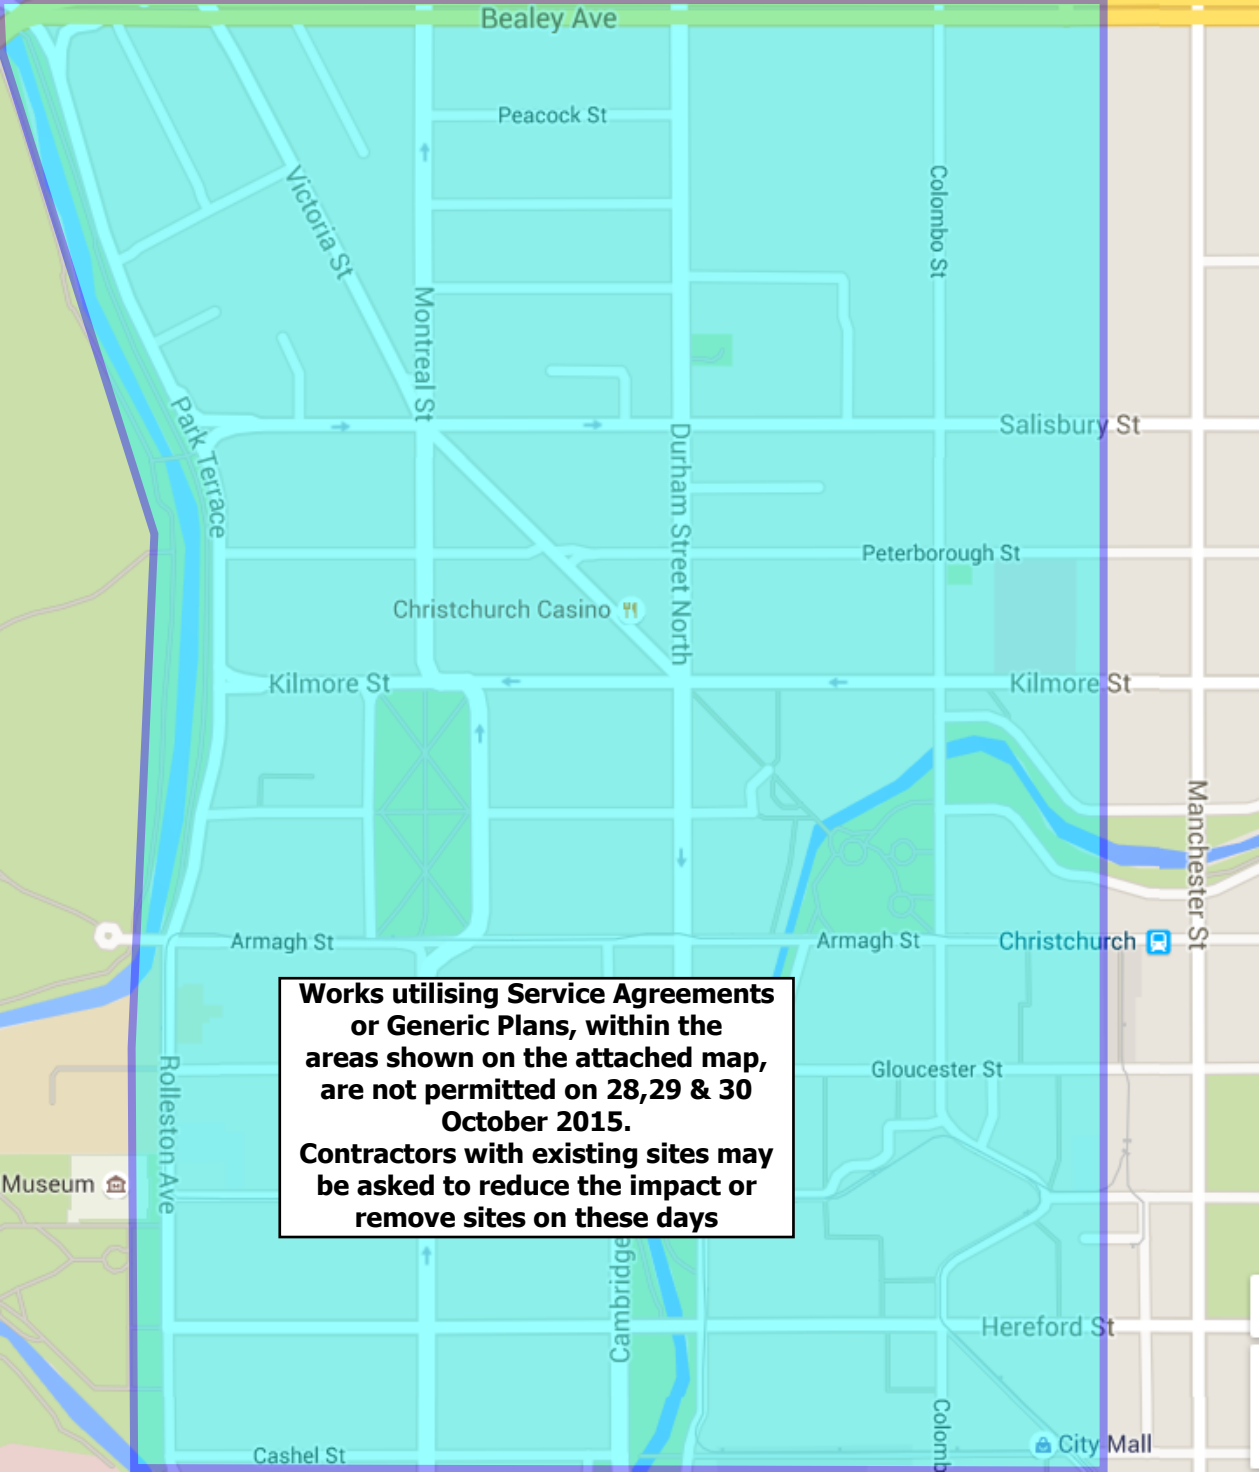 Bealey Ave
Peacock St
Victoria St
Colombo St
Montreal St
Park Terrace
Salisbury St
Durham Street North
Peterborough St
Christchurch Casino
Kilmore St
Kilmore St
Manchester St
Armagh St
Armagh St
Christchurch
Works utilising Service Agreements
or Generic Plans, within the
areas shown on the attached map,
are not permitted on 28,29 & 30
October 2015.
Contractors with existing sites may
be asked to reduce the impact or
remove sites on these days
Gloucester St
Rolleston Ave
Museum
Cambridge
Hereford St
Colomb
Cashel St
City Mall